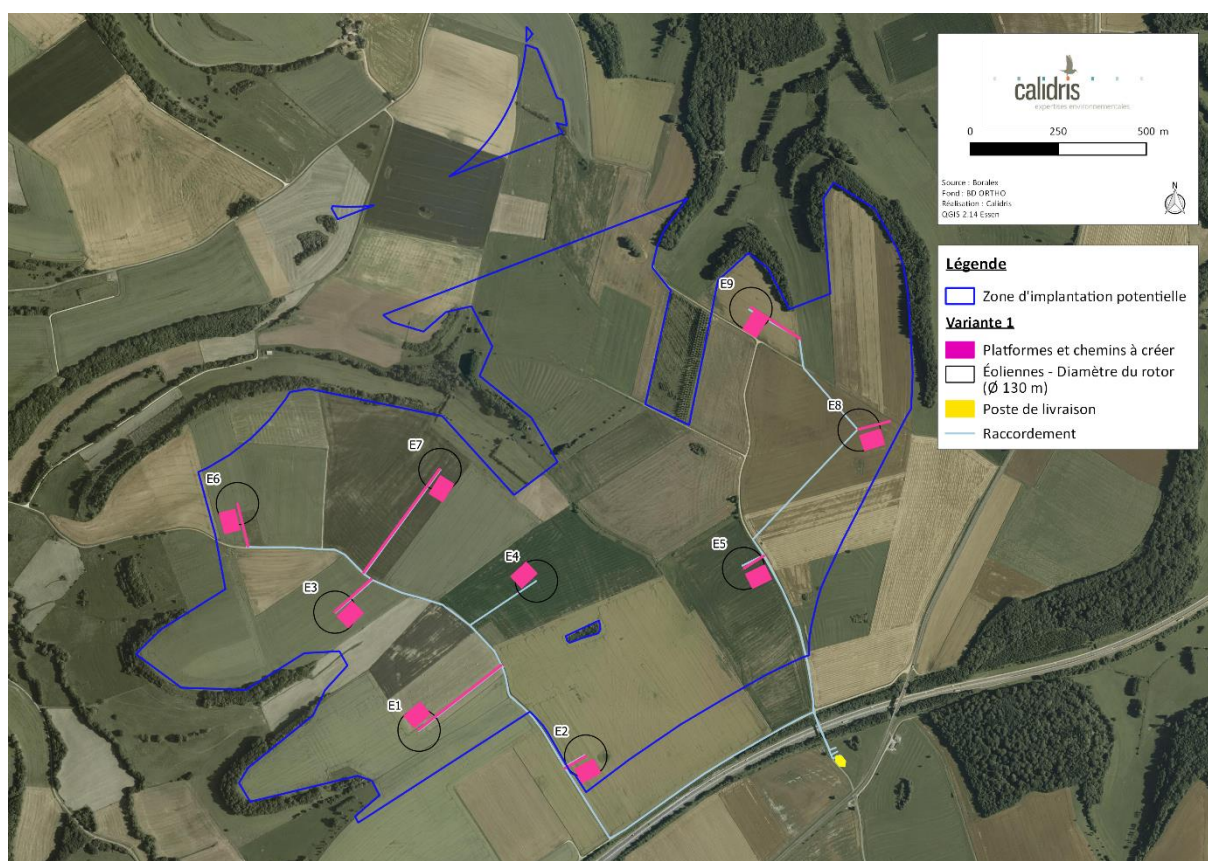 calidris
expertises environnementales
0 250 500 m
Source : Boralex
Fond : BD ORTHO
Réalisation : Calidris
QGIS 2.14 Essen
N
Légende
Zone d'implantation potentielle
Variante 1
Platformes et chemins à créer
Éoliennes - Diamètre du rotor
(Ø 130 m)
Poste de livraison
Raccordement
E9
E8
E7
E6
E5
E4
E3
E1
E2